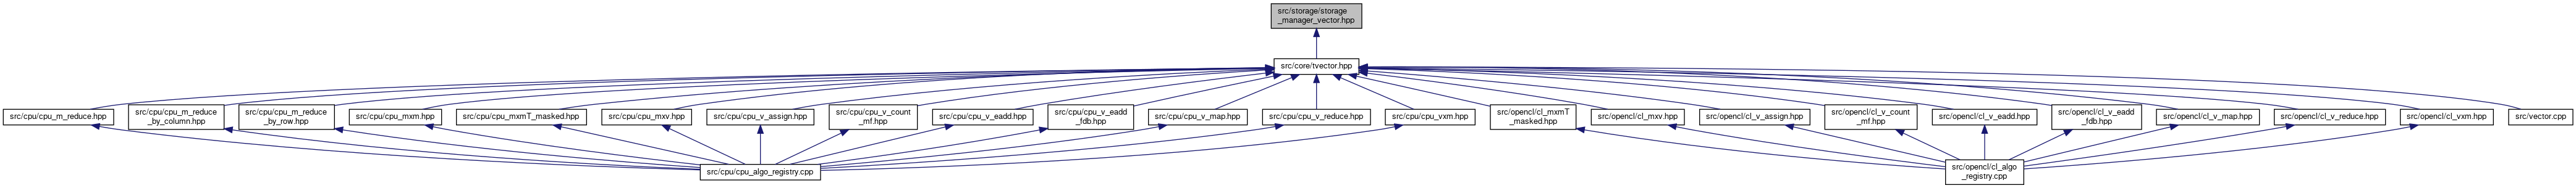 src/storage/storage
_manager_vector.hpp
src/core/tvector.hpp
src/cpu/cpu_m_reduce.hpp
src/cpu/cpu_m_reduce
_by_column.hpp
src/cpu/cpu_m_reduce
_by_row.hpp
src/cpu/cpu_mxm.hpp
src/cpu/cpu_mxmT_masked.hpp
src/cpu/cpu_mxv.hpp
src/cpu/cpu_v_assign.hpp
src/cpu/cpu_v_count
_mf.hpp
src/cpu/cpu_v_eadd.hpp
src/cpu/cpu_v_eadd
_fdb.hpp
src/cpu/cpu_v_map.hpp
src/cpu/cpu_v_reduce.hpp
src/cpu/cpu_vxm.hpp
src/opencl/cl_mxmT
_masked.hpp
src/opencl/cl_mxv.hpp
src/opencl/cl_v_assign.hpp
src/opencl/cl_v_count
_mf.hpp
src/opencl/cl_v_eadd.hpp
src/opencl/cl_v_eadd
_fdb.hpp
src/opencl/cl_v_map.hpp
src/opencl/cl_v_reduce.hpp
src/opencl/cl_vxm.hpp
src/vector.cpp
src/cpu/cpu_algo_registry.cpp
src/opencl/cl_algo
_registry.cpp